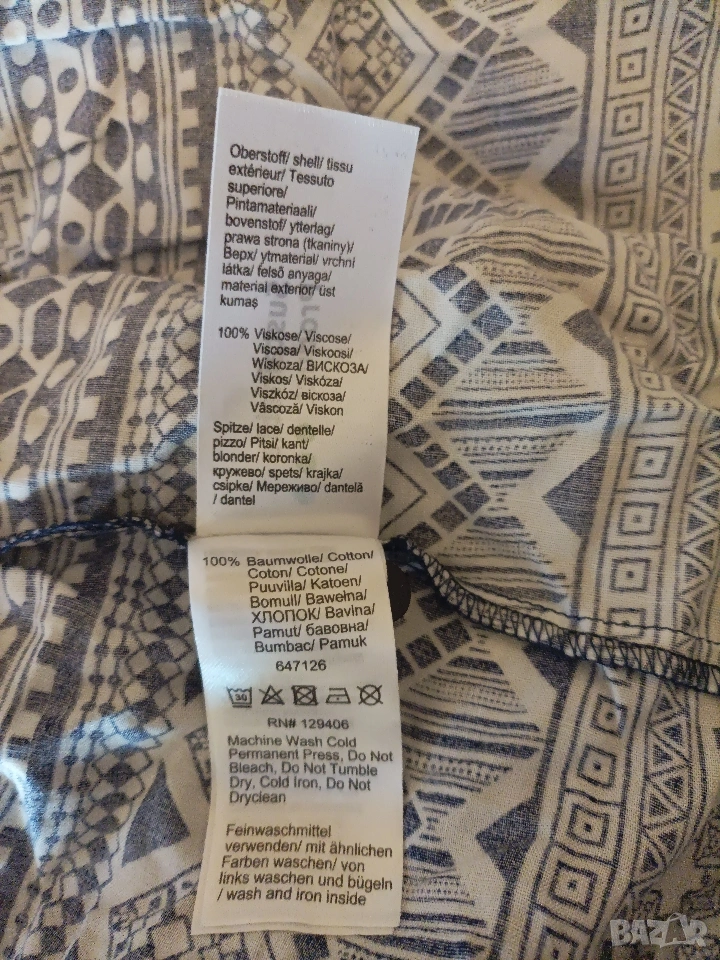 Oberstoff/ shell/ tissu
extérieur/ Tessuto
superiore/
Pintamateriaali/
bovenstof/ ytterlag/
prawa strona (tkaniny)/
Верх/ ytmaterial/ vrchní
látka/ felső anyaga/
material exterior/ üst
kumaş
100% Viskose/ Viscose/
Viscosa/ Viskoosi/
Wiskoza/ ВИСКОЗА/
Viskos/ Viskóza/
Viszkóz/ віскоза/
Vâscoză/ Viskon
Spitze/ lace/ dentelle/
pizzo/ Pitsi/ kant/
blonder/ koronka/
кружево/ spets/ krajka/
csipke/ Мереживо/ dantelă
/ dantel
100% Baumwolle/ Cotton/
Coton/ Cotone/
Puuvilla/ Katoen/
Bomull/ Bawełna/
ХЛОПОК/ Bavlna/
Pamut/ бавовна/
Bumbac/ Pamuk
647126
30
RN# 129406
Machine Wash Cold
Permanent Press, Do Not
Bleach, Do Not Tumble
Dry, Cold Iron, Do Not
Dryclean
Feinwaschmittel
verwenden/ mit ähnlichen
Farben waschen/ von
links waschen und bügeln
/ wash and iron inside
BAZAR